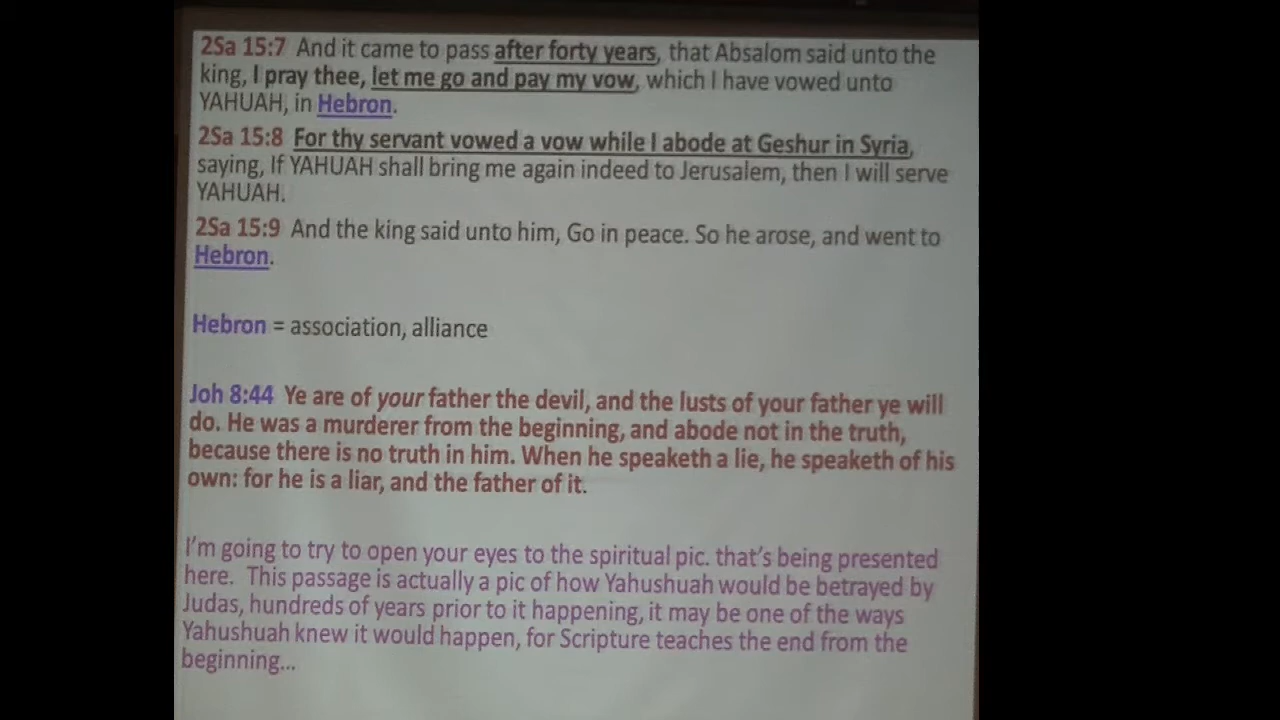 2Sa 15:7 And it came to pass after forty years, that Absalom said unto the
king, I pray thee, let me go and pay my vow, which I have vowed unto
YAHUAH, in Hebron.
2Sa 15:8 For thy servant vowed a vow while I abode at Geshur in Syria,
saying, If YAHUAH shall bring me again indeed to Jerusalem, then I will serve
YAHUAH.
2Sa 15:9 And the king said unto him, Go in peace. So he arose, and went to
Hebron.
Hebron = association, alliance
Joh 8:44 Ye are of your father the devil, and the lusts of your father ye will
do. He was a murderer from the beginning, and abode not in the truth,
because there is no truth in him. When he speaketh a lie, he speaketh of his
own: for he is a liar, and the father of it.
I'm going to try to open your eyes to the spiritual pic. that's being presented
here. This passage is actually a pic of how Yahushuah would be betrayed by
Judas, hundreds of years prior to it happening, it may be one of the ways
Yahushuah knew it would happen, for Scripture teaches the end from the
beginning...